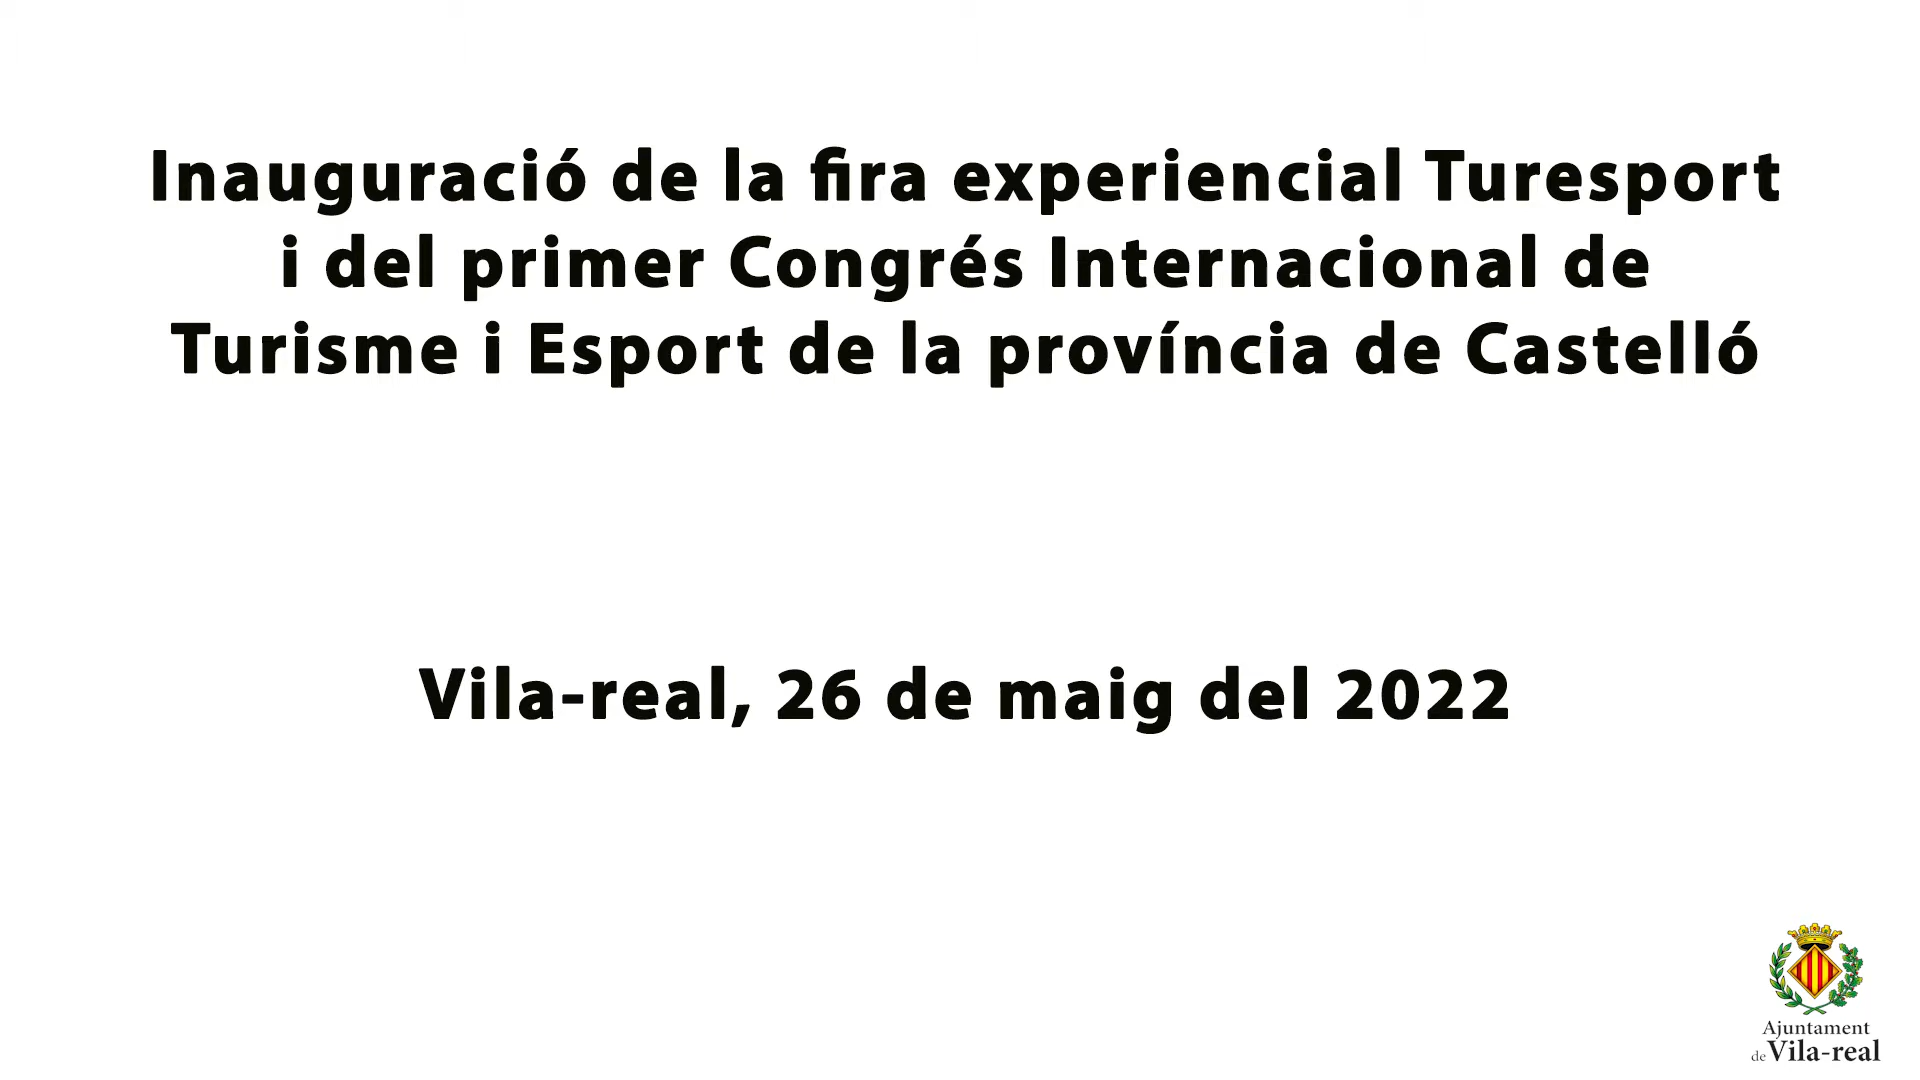 Inauguració de la fira experiencial Turesport
i del primer Congrés Internacional de
Turisme i Esport de la província de Castelló
Vila-real, 26 de maig del 2022
Ajuntament
de Vila-real